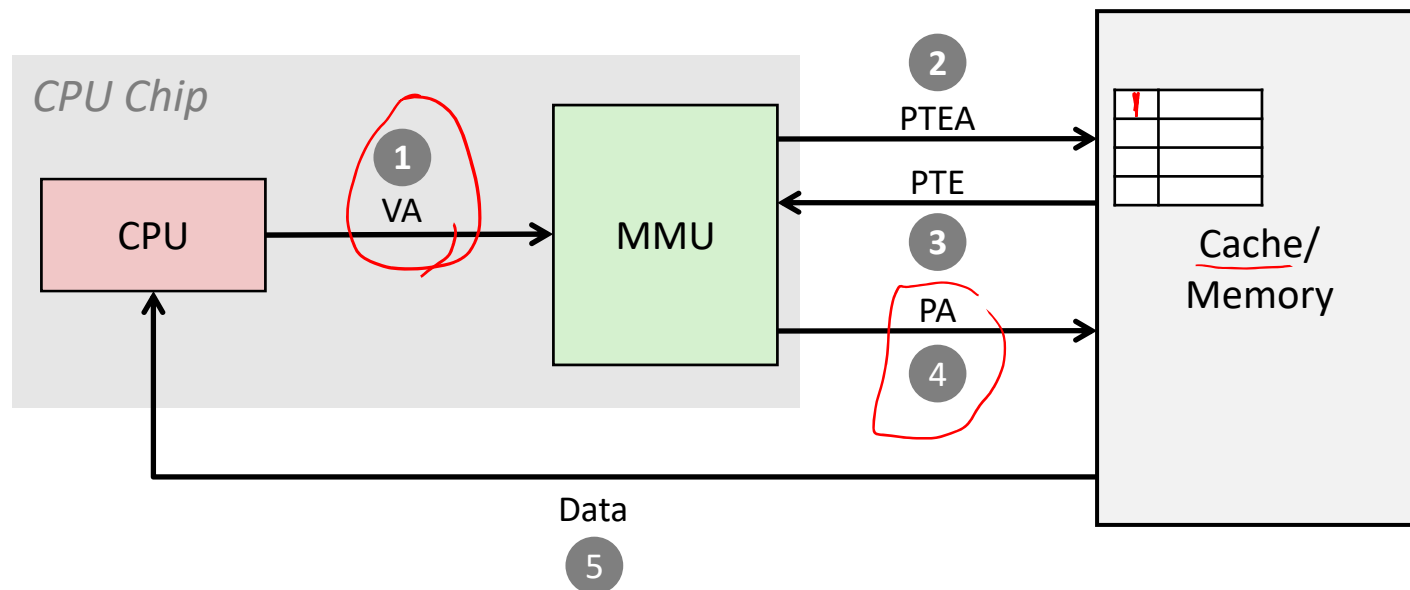 CPU Chip
2
PTEA
1
VA
PTE
CPU
MMU
3
Cache/
Memory
PA
4
Data
5